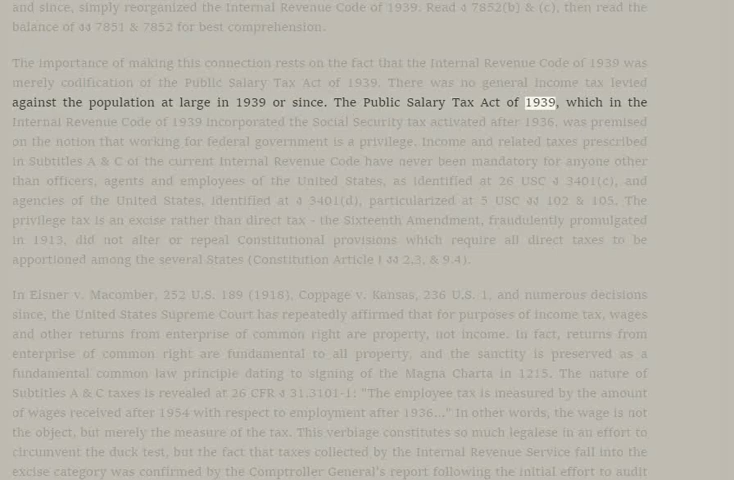 and since, simply reorganized the Internal Revenue Code of 1939. Read § 7852(b) & (c), then read the
balance of §§ 7851 & 7852 for best comprehension.
The importance of making this connection rests on the fact that the Internal Revenue Code of 1939 was
merely codification of the Public Salary Tax Act of 1939. There was no general income tax levied
against the population at large in 1939 or since. The Public Salary Tax Act of 1939, which in the
Internal Revenue Code of 1939 incorporated the Social Security tax activated after 1936, was premised
on the notion that working for federal government is a privilege. Income and related taxes prescribed
in Subtitles A & C of the current Internal Revenue Code have never been mandatory for anyone other
than officers, agents and employees of the United States, as identified at 26 USC § 3401(c), and
agencies of the United States, identified at § 3401(d), particularized at 5 USC §§ 102 & 105. The
privilege tax is an excise rather than direct tax - the Sixteenth Amendment, fraudulently promulgated
in 1913, did not alter or repeal Constitutional provisions which require all direct taxes to be
apportioned among the several States (Constitution Article I §§ 2.3, & 9.4).
In Eisner v. Macomber, 252 U.S. 189 (1918), Coppage v. Kansas, 236 U.S. 1, and numerous decisions
since, the United States Supreme Court has repeatedly affirmed that for purposes of income tax, wages
and other returns from enterprise of common right are property, not income. In fact, returns from
enterprise of common right are fundamental to all property, and the sanctity is preserved as a
fundamental common law principle dating to signing of the Magna Charta in 1215. The nature of
Subtitles A & C taxes is revealed at 26 CFR § 31.3101-1: "The employee tax is measured by the amount
of wages received after 1954 with respect to employment after 1936..." In other words, the wage is not
the object, but merely the measure of the tax. This verbiage constitutes so much legalese in an effort to
circumvent the duck test, but the fact that taxes collected by the Internal Revenue Service fall into the
excise category was confirmed by the Comptroller General's report following the initial effort to audit